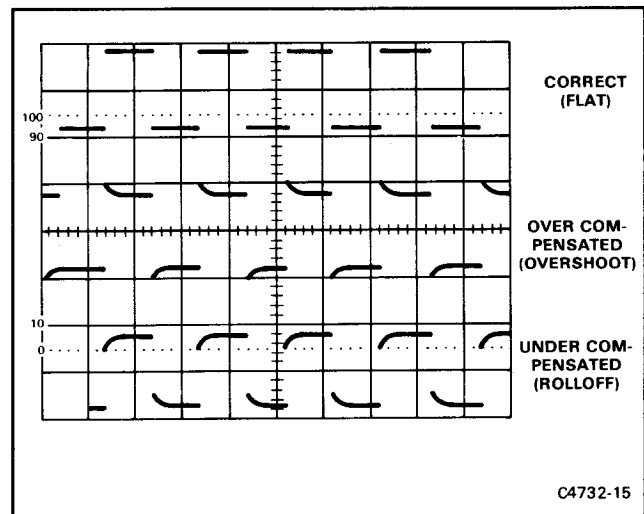 CORRECT
(FLAT)
100
90
OVER COM-
PENSATED
(OVERSHOOT)
10
0
UNDER COM-
PENSATED
(ROLLOFF)
C4732-15